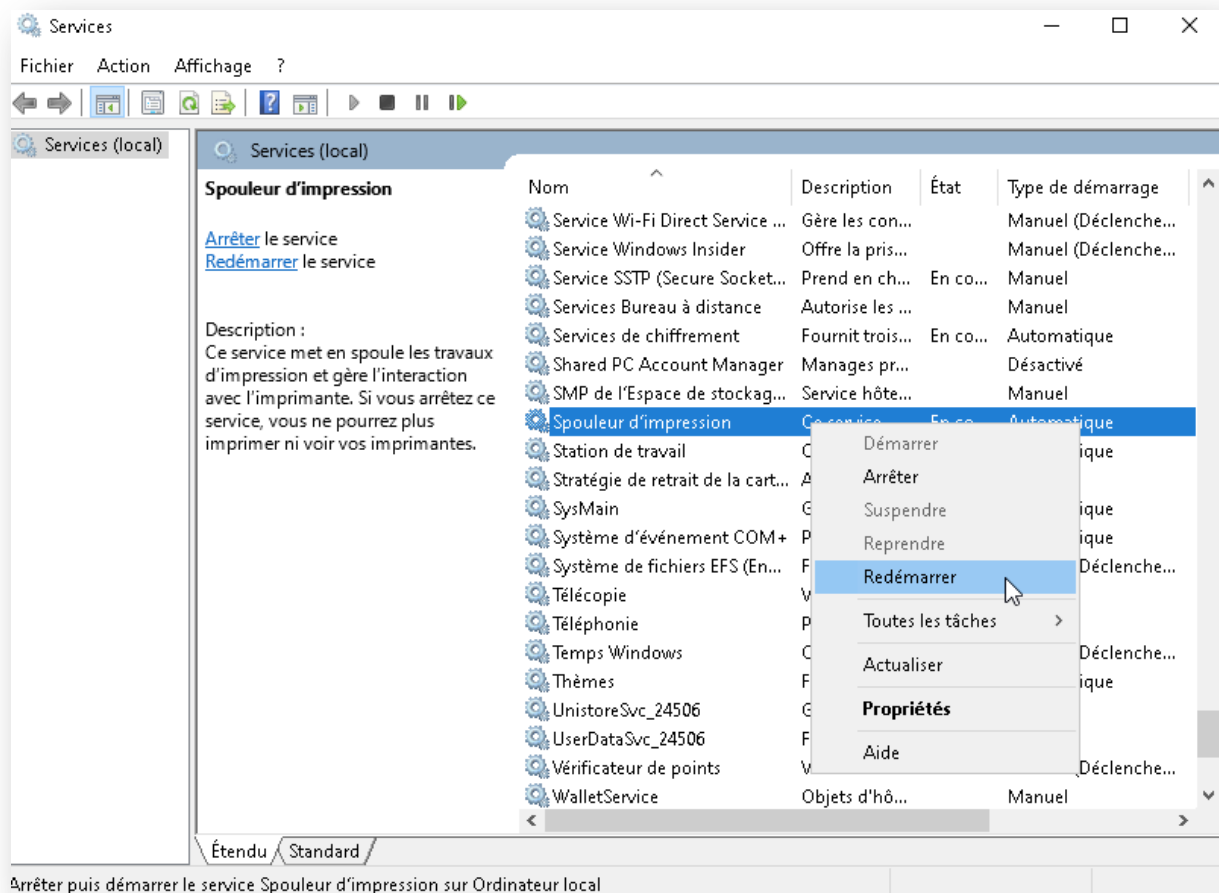 Services
Fichier Action Affichage ?
Services (local)
Services (local)
Spouleur d'impression
Arrêter le service
Redémarrer le service
Description :
Ce service met en spoule les travaux
d'impression et gère l'interaction
avec l'imprimante. Si vous arrêtez ce
service, vous ne pourrez plus
imprimer ni voir vos imprimantes.
Nom Description État Type de démarrage
Service Wi-Fi Direct Service ... Gère les con... Manuel (Déclenche...
Service Windows Insider Offre la pris... Manuel (Déclenche...
Service SSTP (Secure Socket... Prend en ch... En co... Manuel
Services Bureau à distance Autorise les ... Manuel
Services de chiffrement Fournit trois... En co... Automatique
Shared PC Account Manager Manages pr... Désactivé
SMP de l'Espace de stockag... Service hôte... Manuel
Spouleur d'impression Ce service En co Automatique
Station de travail ique
Stratégie de retrait de la cart... A
SysMain ique
Système d'événement COM+ P ique
Système de fichiers EFS (En... F Déclenche...
Télécopie
Téléphonie P
Temps Windows Déclenche...
Thèmes F ique
UnistoreSvc_24506
UserDataSvc_24506 F
Vérificateur de points Déclenche...
WalletService Objets d'hô... Manuel
Démarrer
Arrêter
Suspendre
Reprendre
Redémarrer
Toutes les tâches
Actualiser
Propriétés
Aide
Étendu Standard
Arrêter puis démarrer le service Spouleur d'impression sur Ordinateur local